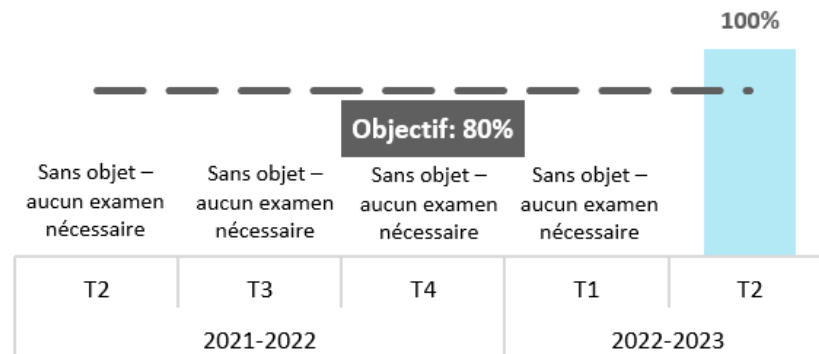 100%
Objectif: 80%
Sans objet –
aucun examen
nécessaire
Sans objet –
aucun examen
nécessaire
Sans objet –
aucun examen
nécessaire
Sans objet –
aucun examen
nécessaire
T2
T3
T4
T1
T2
2021-2022
2022-2023